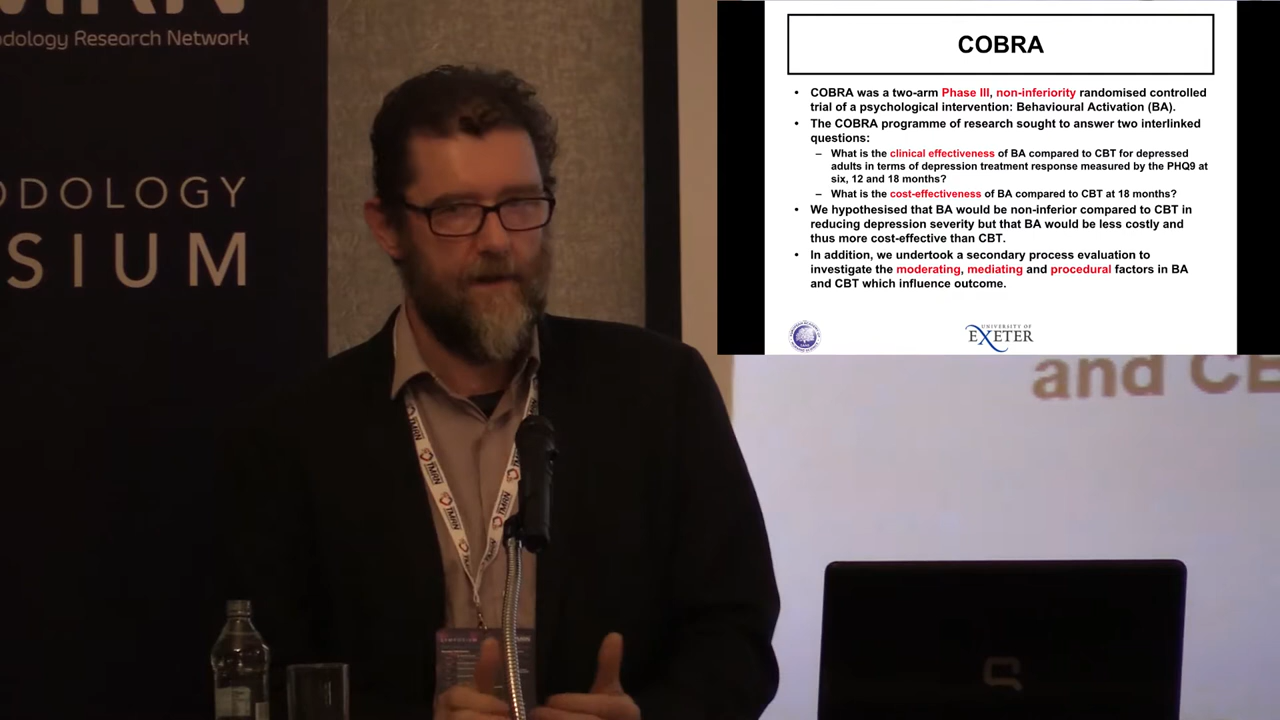 odology Research Network
ODOLOGY
SIUM
COBRA
• COBRA was a two-arm Phase III, non-inferiority randomised controlled
trial of a psychological intervention: Behavioural Activation (BA).
• The COBRA programme of research sought to answer two interlinked
questions:
– What is the clinical effectiveness of BA compared to CBT for depressed
adults in terms of depression treatment response measured by the PHQ9 at
six, 12 and 18 months?
– What is the cost-effectiveness of BA compared to CBT at 18 months?
• We hypothesised that BA would be non-inferior compared to CBT in
reducing depression severity but that BA would be less costly and
thus more cost-effective than CBT.
• In addition, we undertook a secondary process evaluation to
investigate the moderating, mediating and procedural factors in BA
and CBT which influence outcome.
UNIVERSITY OF
EXETER
and CB
TMRN
TMRN
TMRN
SYMPOSIUM